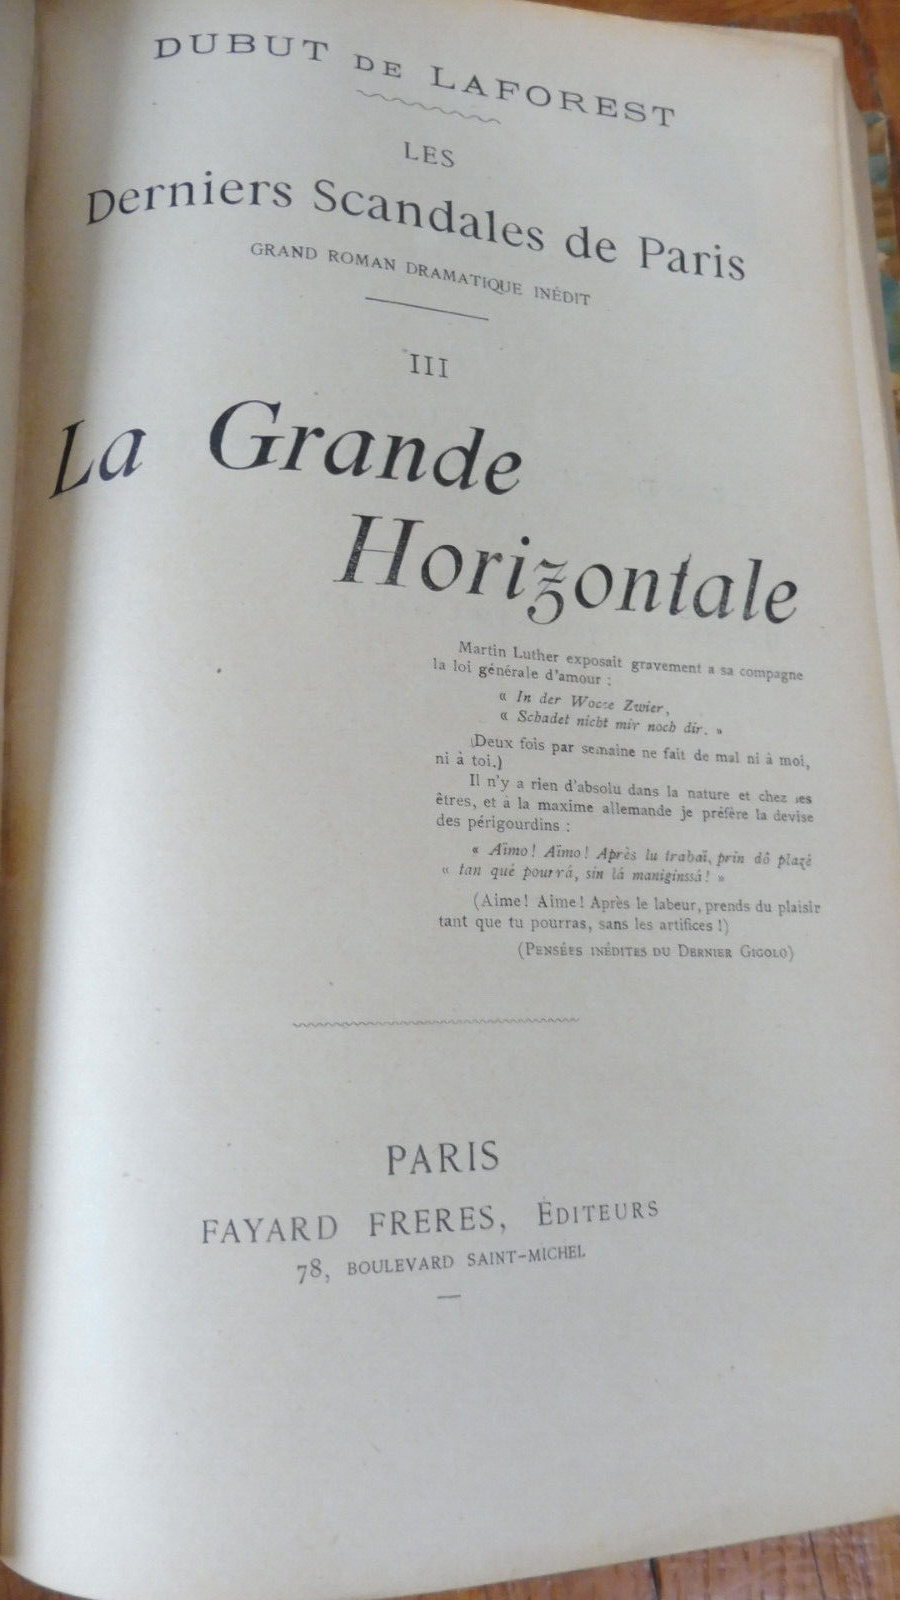 DUBUT DE LAFOREST
LES
Derniers Scandales de Paris
GRAND ROMAN DRAMATIQUE INÉDIT
III
La Grande
Horizontale
Martin Luther exposait gravement a sa compagne
la loi générale d'amour :
« In der Woche Zwier,
« Schadet nicht mir noch dir. »
(Deux fois par semaine ne fait de mal ni à moi,
ni à toi.)
Il n'y a rien d'absolu dans la nature et chez les
êtres, et à la maxime allemande je préfère la devise
des périgourdins :
« Aïmo ! Aïmo ! Après lu trabaï, prin dô plazé
« tan qué pourrá, sin lá maniginssá ! »
(Aime ! Aime ! Après le labeur, prends du plaisir
tant que tu pourras, sans les artifices !)
(PENSÉES INÉDITES DU DERNIER GIGOLO)
PARIS
FAYARD FRERES, EDITEURS
78, BOULEVARD SAINT-MICHEL